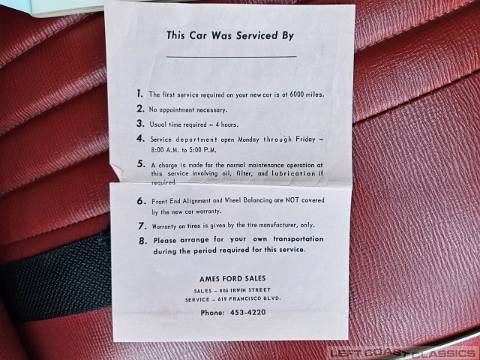 This Car Was Serviced By
1. The first service required on your new car is at 6000 miles.
2. No appointment necessary.
3. Usual time required – 4 hours.
4. Service department open Monday through Friday –
8:00 A.M. to 5:00 P.M.
5. A charge is made for the normal maintenance operation at
this service involving oil, filter, and lubrication if
required.
6. Front End Alignment and Wheel Balancing are NOT covered
by the new car warranty.
7. Warranty on tires is given by the tire manufacturer, only.
8. Please arrange for your own transportation
during the period required for this service.
AMES FORD SALES
SALES – 806 IRWIN STREET
SERVICE – 619 FRANCISCO BLVD.
Phone: 453-4220
LEFT COAST CLASSICS